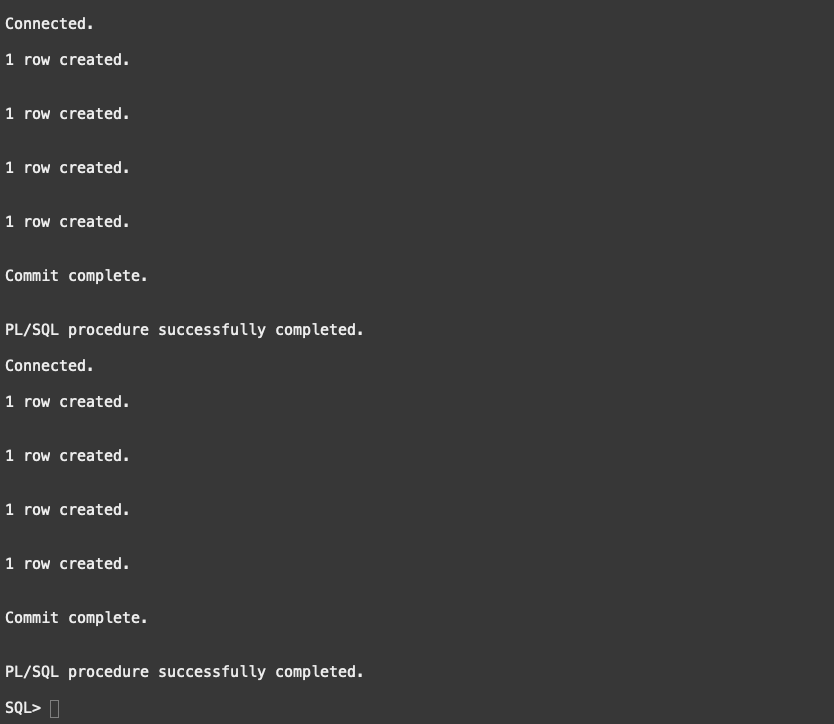 Connected.
1 row created.
1 row created.
1 row created.
1 row created.
Commit complete.
PL/SQL procedure successfully completed.
Connected.
1 row created.
1 row created.
1 row created.
1 row created.
Commit complete.
PL/SQL procedure successfully completed.
SQL>